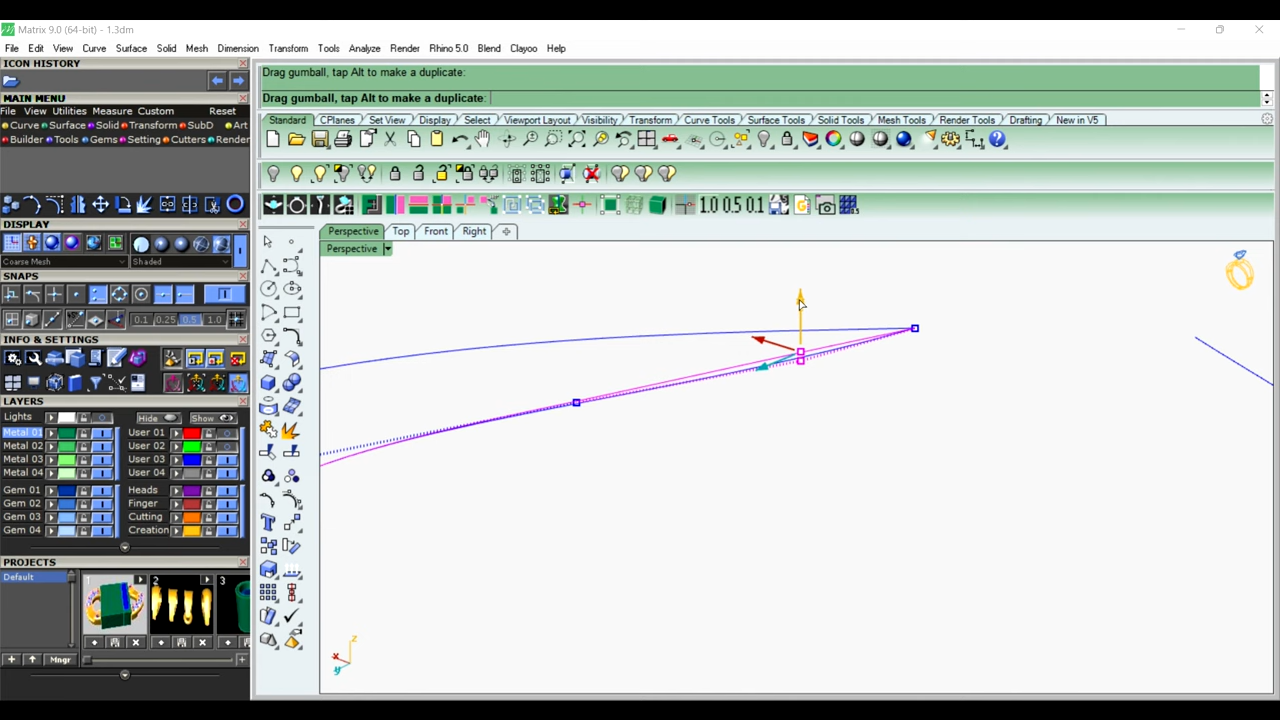 Matrix 9.0 (64-bit) - 1.3dm
File Edit View Curve Surface Solid Mesh Dimension Transform Tools Analyze Render Rhino 5.0 Blend Clayoo Help
ICON HISTORY
Drag gumball, tap Alt to make a duplicate:
Drag gumball, tap Alt to make a duplicate:
MAIN MENU
File View Utilities Measure Custom Reset
Curve Surface Solid Transform SubD Art
Builder Tools Gems Setting Cutters Render
Standard CPlanes Set View Display Select Viewport Layout Visibility Transform Curve Tools Surface Tools Solid Tools Mesh Tools Render Tools Drafting New in V5
1.0 0.5 0.1
DISPLAY
Coarse Mesh Shaded
Perspective Top Front Right
Perspective
SNAPS
0.1 0.25 0.5 1.0
INFO & SETTINGS
LAYERS
Lights Hide Show
Metal 01 User 01
Metal 02 User 02
Metal 03 User 03
Metal 04 User 04
Gem 01 Heads
Gem 02 Finger
Gem 03 Cutting
Gem 04 Creation
PROJECTS
Default 1 2 3
Mngr
z
x
y